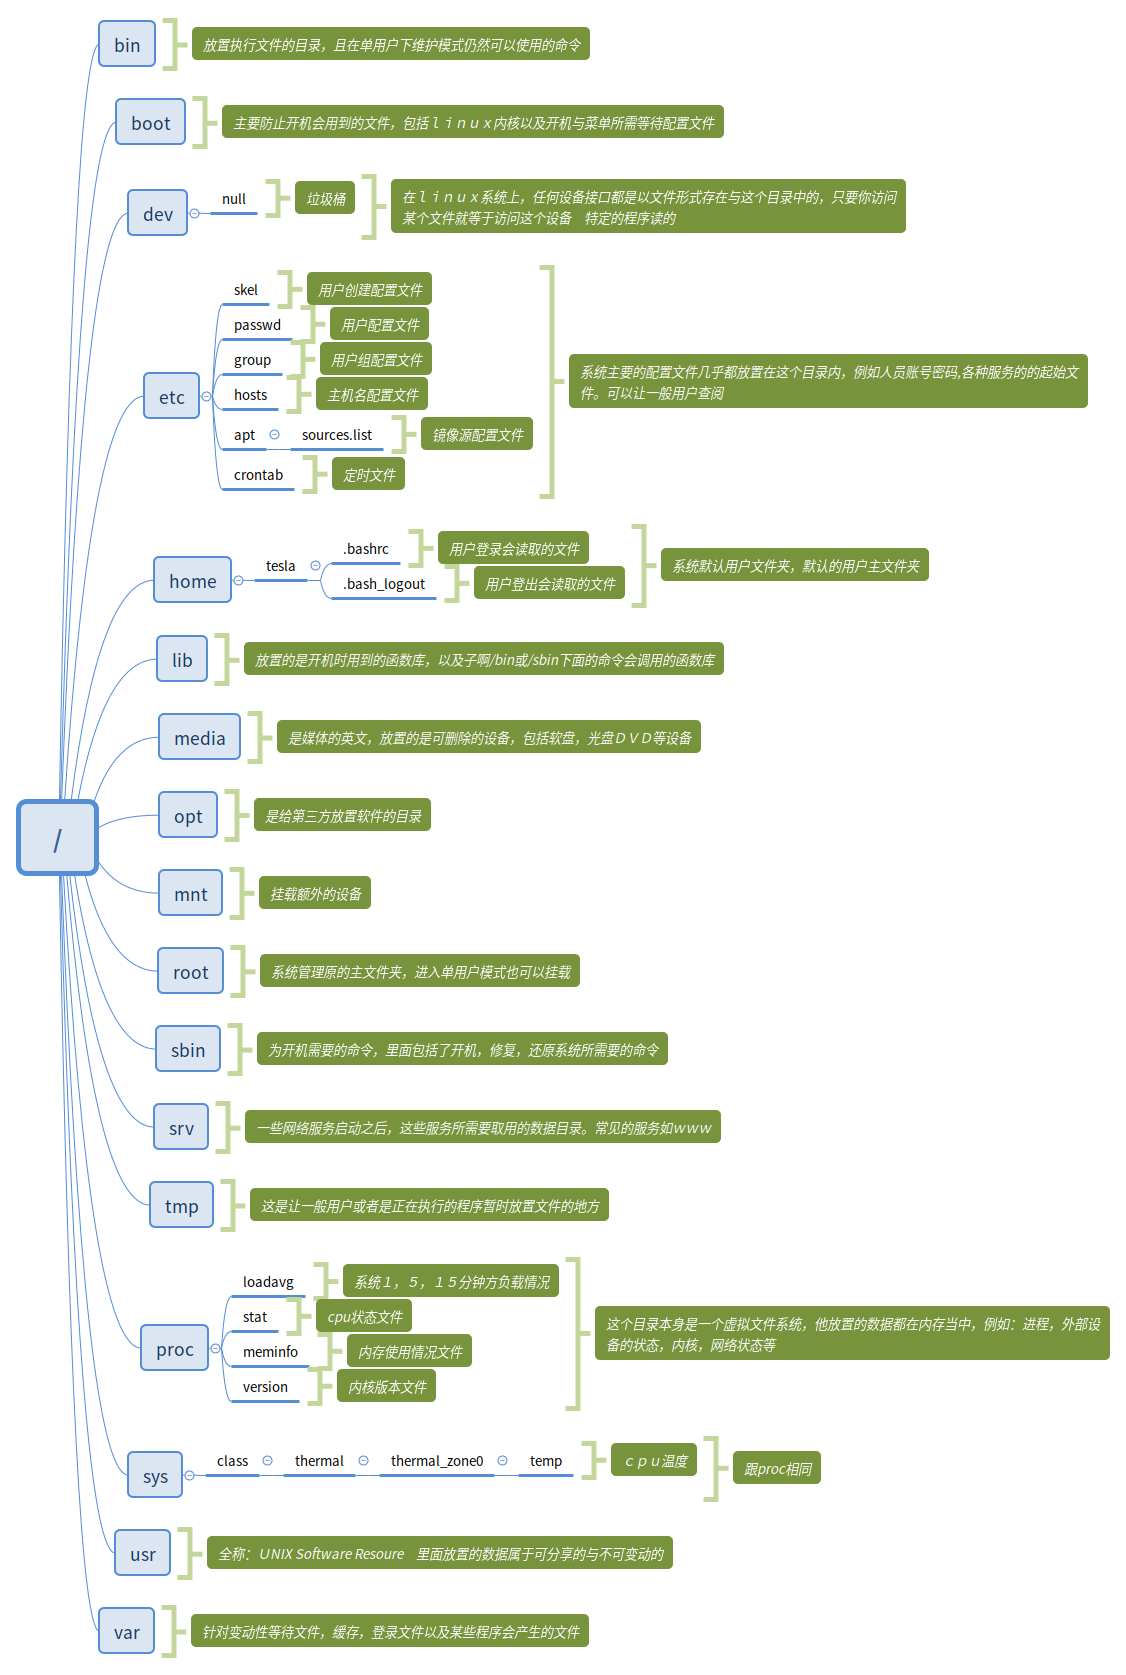 bin
放置执行文件的目录，且在单用户下维护模式仍然可以使用的命令
boot
主要防止开机会用到的文件，包括ｌｉｎｕｘ内核以及开机与菜单所需等待配置文件
dev
null
垃圾桶
在ｌｉｎｕｘ系统上，任何设备接口都是以文件形式存在与这个目录中的，只要你访问
某个文件就等于访问这个设备　特定的程序读的
etc
skel
用户创建配置文件
passwd
用户配置文件
group
用户组配置文件
hosts
主机名配置文件
apt
sources.list
镜像源配置文件
crontab
定时文件
系统主要的配置文件几乎都放置在这个目录内，例如人员账号密码,各种服务的的起始文
件。可以让一般用户查阅
home
tesla
.bashrc
用户登录会读取的文件
.bash_logout
用户登出会读取的文件
系统默认用户文件夹，默认的用户主文件夹
lib
放置的是开机时用到的函数库，以及子啊/bin或/sbin下面的命令会调用的函数库
media
是媒体的英文，放置的是可删除的设备，包括软盘，光盘ＤＶＤ等设备
/
opt
是给第三方放置软件的目录
mnt
挂载额外的设备
root
系统管理原的主文件夹，进入单用户模式也可以挂载
sbin
为开机需要的命令，里面包括了开机，修复，还原系统所需要的命令
srv
一些网络服务启动之后，这些服务所需要取用的数据目录。常见的服务如ｗｗｗ
tmp
这是让一般用户或者是正在执行的程序暂时放置文件的地方
proc
loadavg
系统１，５，１５分钟方负载情况
stat
cpu状态文件
meminfo
内存使用情况文件
version
内核版本文件
这个目录本身是一个虚拟文件系统，他放置的数据都在内存当中，例如：进程，外部设
备的状态，内核，网络状态等
sys
class
thermal
thermal_zone0
temp
ｃｐｕ温度
跟proc相同
usr
全称：UNIX Software Resoure　里面放置的数据属于可分享的与不可变动的
var
针对变动性等待文件，缓存，登录文件以及某些程序会产生的文件